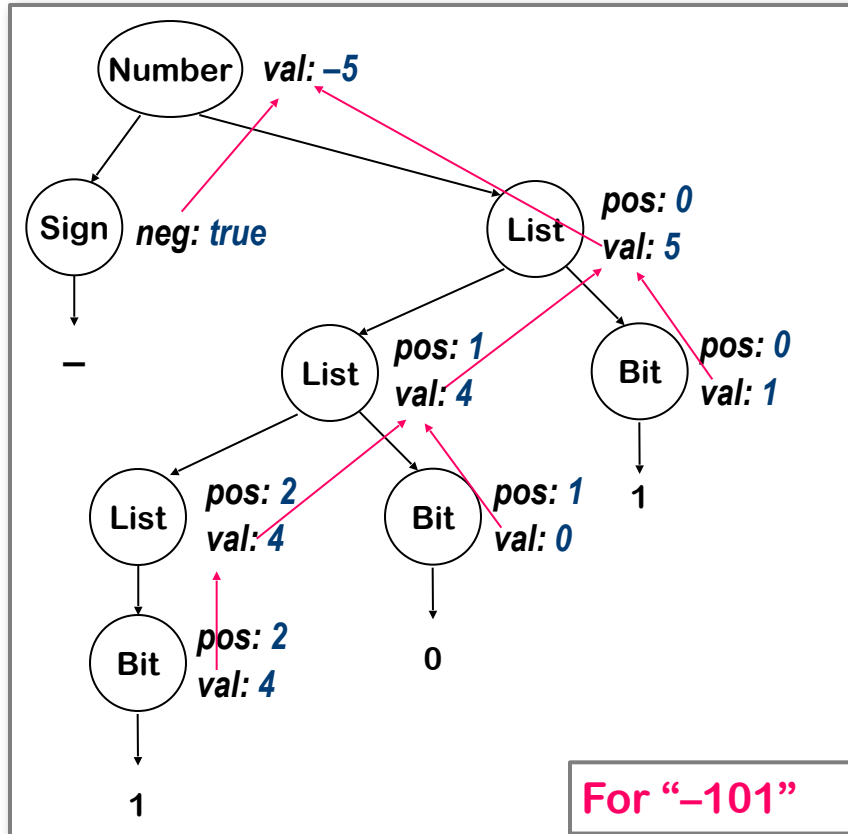 Number val: –5
Sign neg: true
List pos: 0
val: 5
–
List pos: 1
val: 4
Bit pos: 0
val: 1
List pos: 2
val: 4
Bit pos: 1
val: 0
1
Bit pos: 2
val: 4
0
1
For “–101”